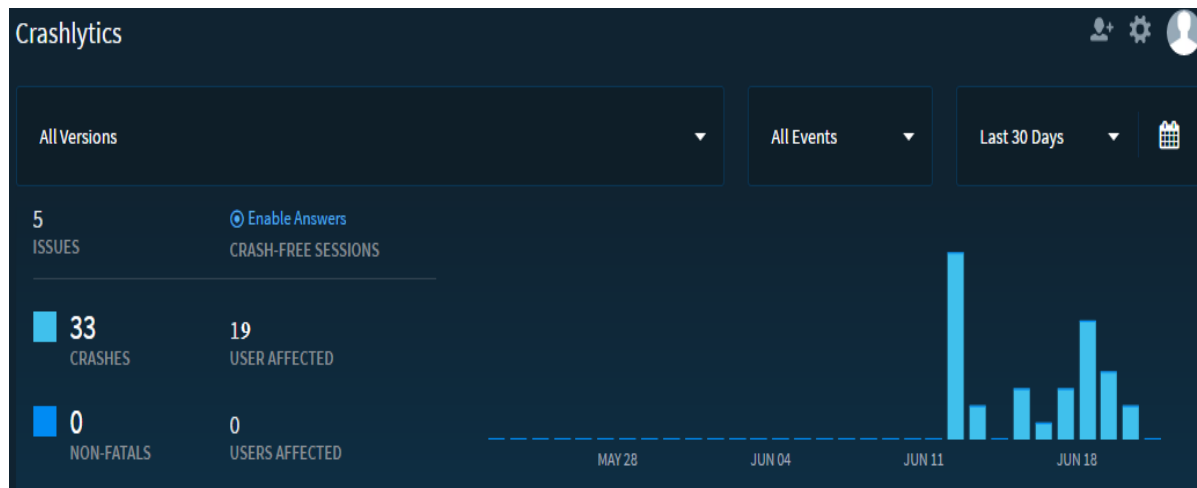 Crashlytics
All Versions
All Events
Last 30 Days
5
ISSUES
Enable Answers
CRASH-FREE SESSIONS
33
CRASHES
19
USER AFFECTED
0
NON-FATALS
0
USERS AFFECTED
MAY 28
JUN 04
JUN 11
JUN 18